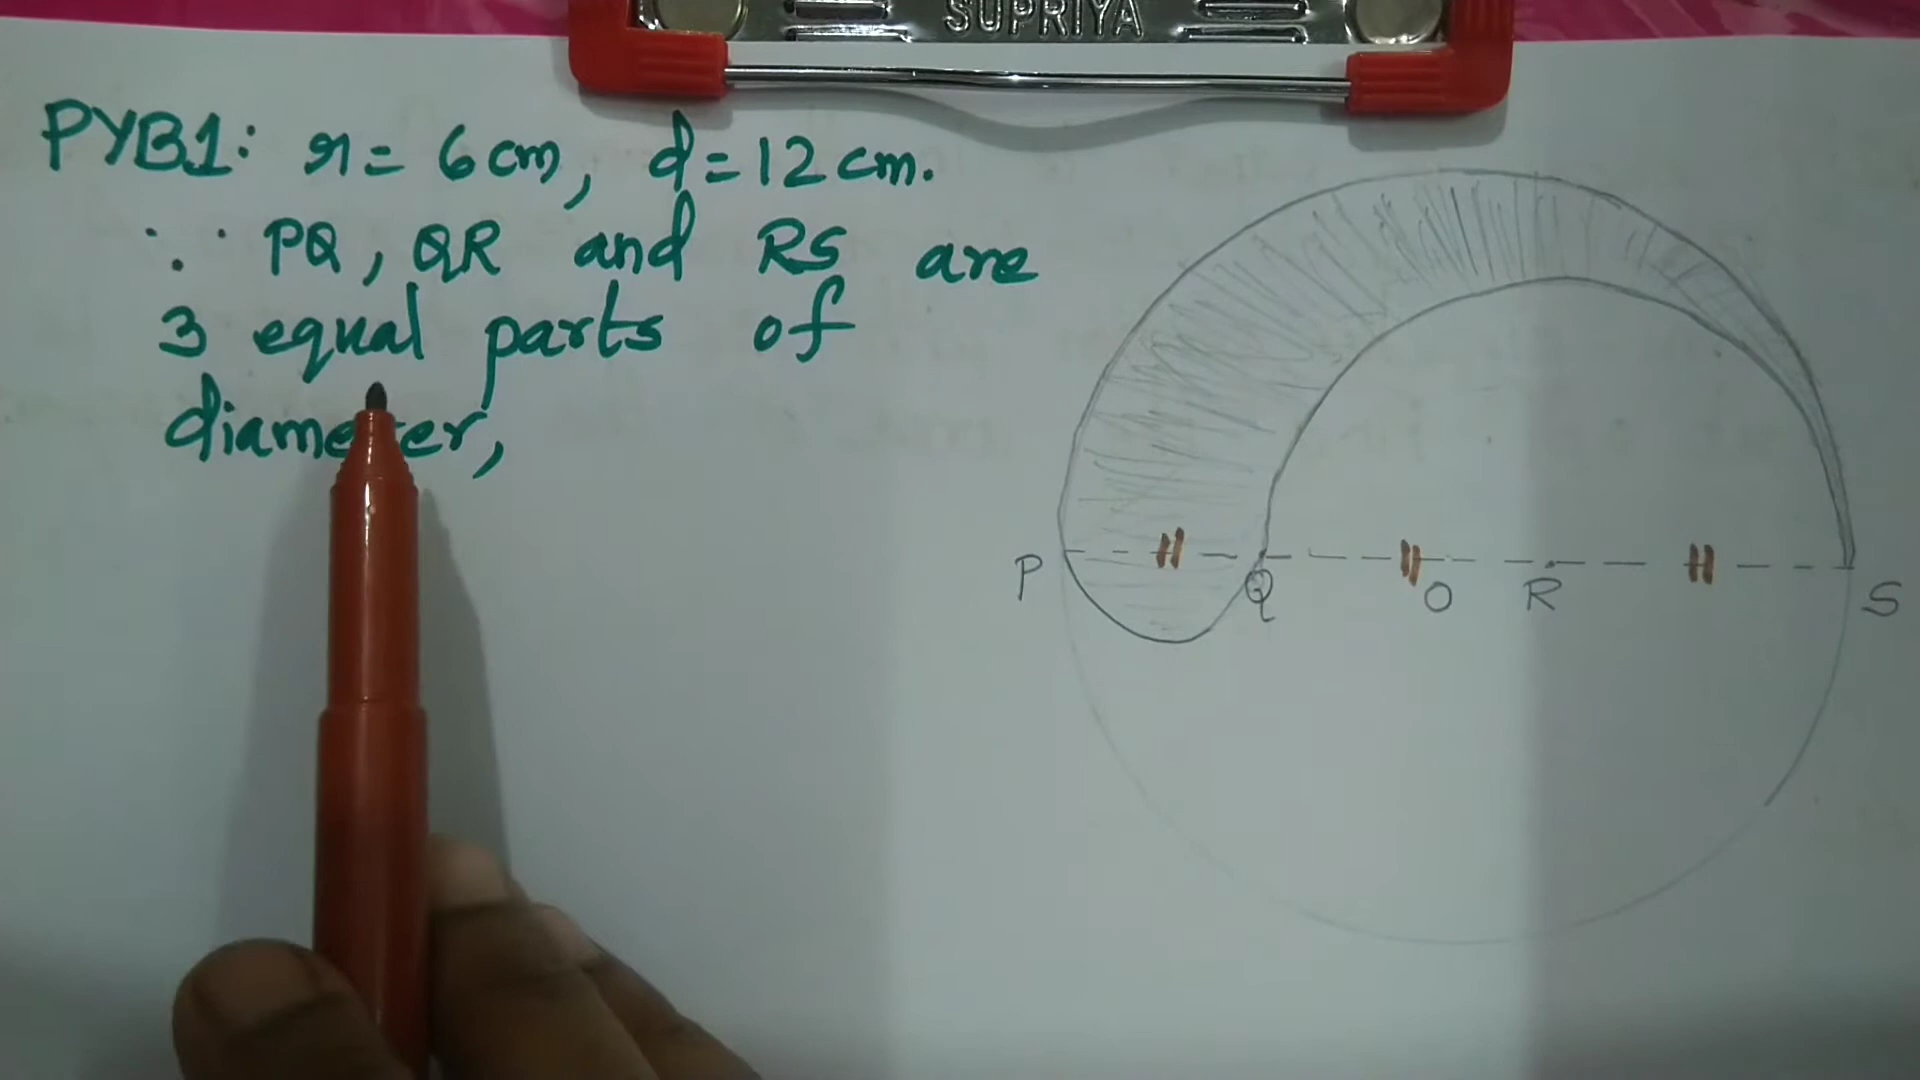 SUPRIYA
PYB1: r = 6 cm, d = 12 cm.
∵ PQ, QR and RS are
3 equal parts of
diameter,
P Q O R S